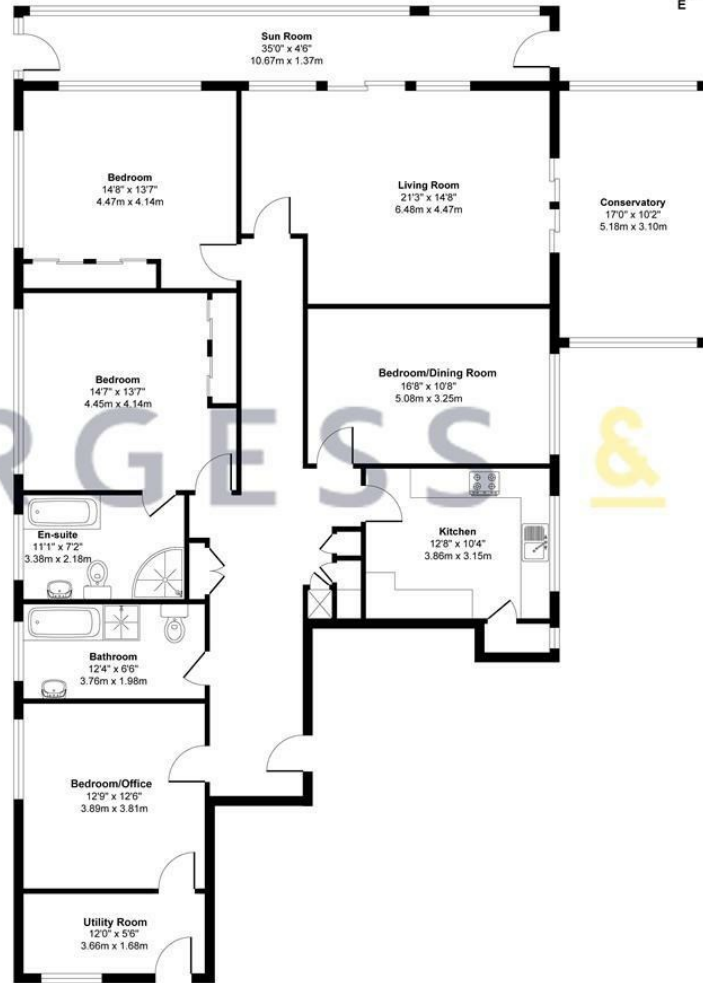 E
Sun Room
35'0" x 4'6"
10.67m x 1.37m
Bedroom
14'8" x 13'7"
4.47m x 4.14m
Living Room
21'3" x 14'8"
6.48m x 4.47m
Conservatory
17'0" x 10'2"
5.18m x 3.10m
Bedroom
14'7" x 13'7"
4.45m x 4.14m
Bedroom/Dining Room
16'8" x 10'8"
5.08m x 3.25m
RGESS &
En-suite
11'1" x 7'2"
3.38m x 2.18m
Kitchen
12'8" x 10'4"
3.86m x 3.15m
Bathroom
12'4" x 6'6"
3.76m x 1.98m
Bedroom/Office
12'9" x 12'6"
3.89m x 3.81m
Utility Room
12'0" x 5'6"
3.66m x 1.68m